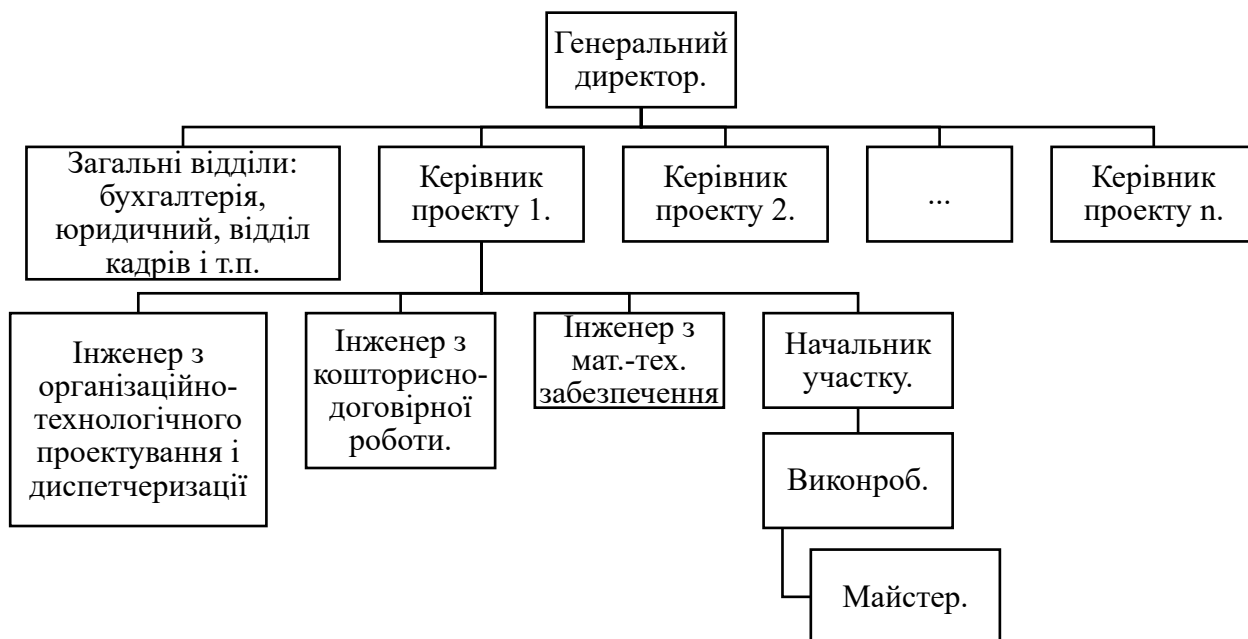 Генеральний
директор.
Загальні відділи:
бухгалтерія,
юридичний, відділ
кадрів і т.п.
Керівник
проекту 1.
Керівник
проекту 2.
...
Керівник
проекту n.
Інженер з
організаційно-
технологічного
проектування і
диспетчеризації
Інженер з
кошторисно-
договірної
роботи.
Інженер з
мат.-тех.
забезпечення
Начальник
участку.
Виконроб.
Майстер.